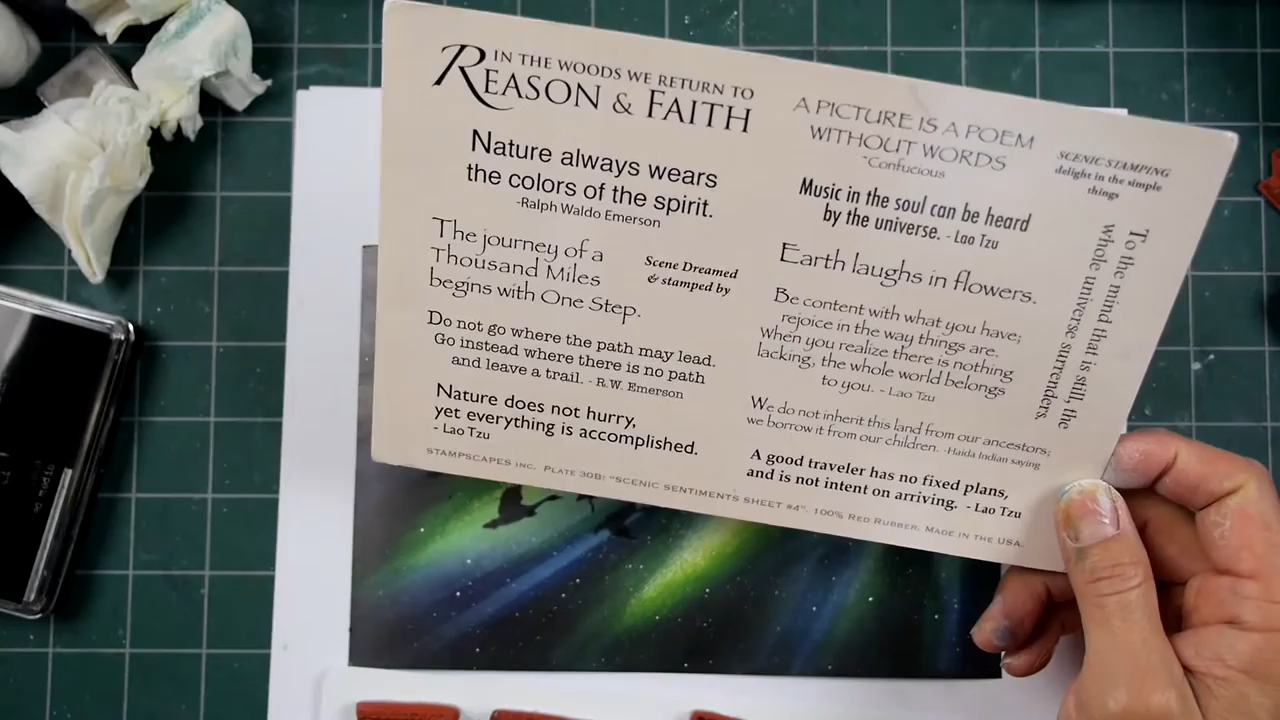 IN THE WOODS WE RETURN TO
REASON & FAITH
Nature always wears
the colors of the spirit.
-Ralph Waldo Emerson
The journey of a
Thousand Miles
begins with One Step.
Scene Dreamed
& stamped by
Do not go where the path may lead.
Go instead where there is no path
and leave a trail. - R.W. Emerson
Nature does not hurry,
yet everything is accomplished.
- Lao Tzu
A PICTURE IS A POEM
WITHOUT WORDS
~Confucious
Music in the soul can be heard
by the universe. - Lao Tzu
Earth laughs in flowers.
Be content with what you have;
rejoice in the way things are.
When you realize there is nothing
lacking, the whole world belongs
to you. - Lao Tzu
We do not inherit this land from our ancestors;
we borrow it from our children. -Haida Indian saying
A good traveler has no fixed plans,
and is not intent on arriving. - Lao Tzu
SCENIC STAMPING
delight in the simple
things
To the mind that is still, the
whole universe surrenders.
STAMPSCAPES INC. PLATE 30B: "SCENIC SENTIMENTS SHEET #4". 100% RED RUBBER. MADE IN THE USA.